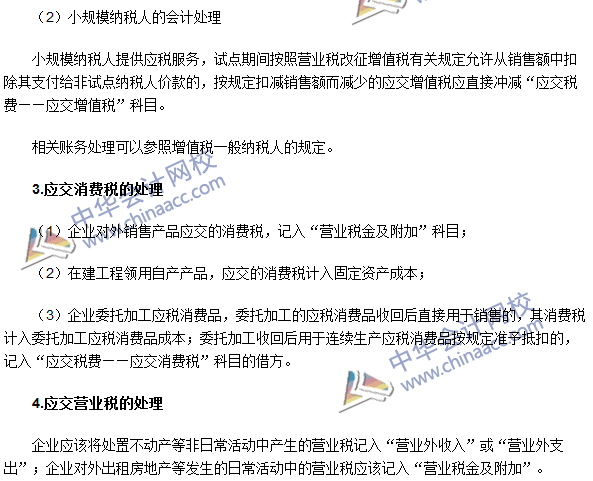 （2）小规模纳税人的会计处理
小规模纳税人提供应税服务，试点期间按照营业税改征增值税有关规定允许从销售额中扣
除其支付给非试点纳税人价款的，按规定扣减销售额而减少的应交增值税应直接冲减“应交税
费——应交增值税”科目。
相关账务处理可以参照增值税一般纳税人的规定。
3.应交消费税的处理
（1）企业对外销售产品应交的消费税，记入“营业税金及附加”科目；
（2）在建工程领用自产产品，应交的消费税计入固定资产成本；
（3）企业委托加工应税消费品，委托加工的应税消费品收回后直接用于销售的，其消费税
计入委托加工应税消费品成本；委托加工收回后用于连续生产应税消费品按规定准予抵扣的，
记入“应交税费——应交消费税”科目的借方。
4.应交营业税的处理
企业应该将处置不动产等非日常活动中产生的营业税记入“营业外收入”或“营业外支
出”；企业对外出租房地产等发生的日常活动中的营业税应该记入“营业税金及附加”。
中华会计网校
www.chinaacc.com
中华会计网校
www.chinaacc.com